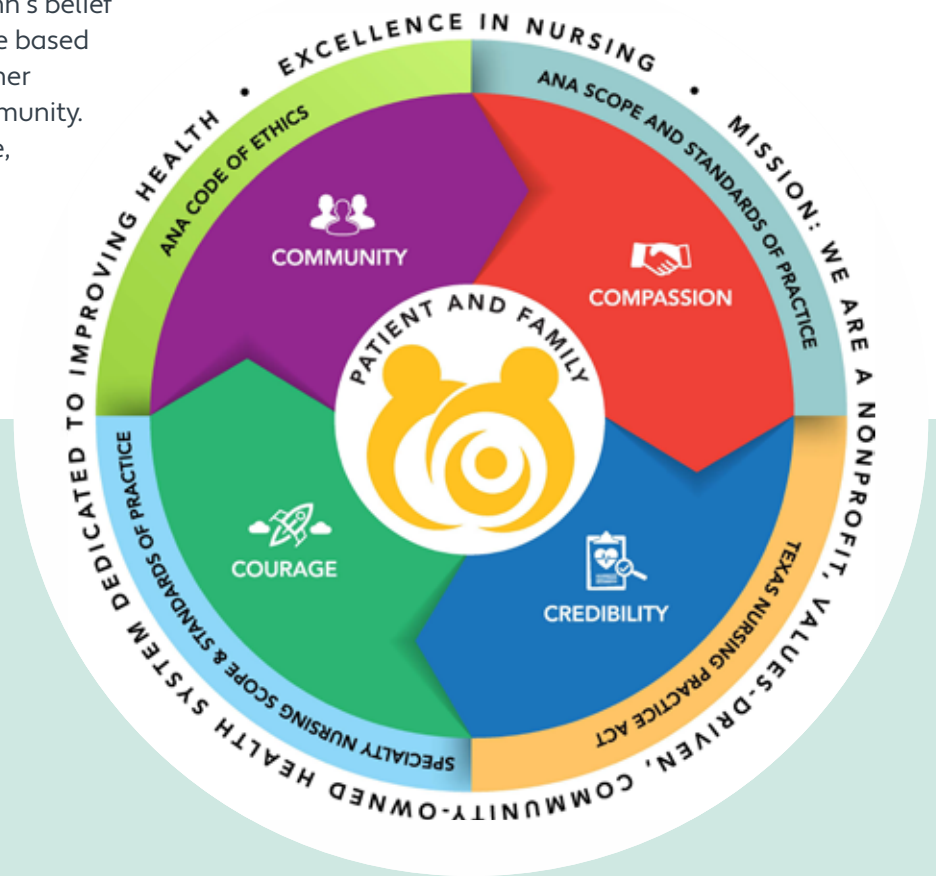 nn's belief
e based
ner
munity.
e,
EXCELLENCE IN NURSING
• MISSION: WE ARE A NONPROFIT, VALUES-DRIVEN, COMMUNITY-OWNED HEALTH SYSTEM DEDICATED TO IMPROVING HEALTH •
ANA CODE OF ETHICS
ANA SCOPE AND STANDARDS OF PRACTICE
TEXAS NURSING PRACTICE ACT
SPECIALTY NURSING SCOPE & STANDARDS OF PRACTICE
COMMUNITY
COMPASSION
PATIENT AND FAMILY
COURAGE
CREDIBILITY